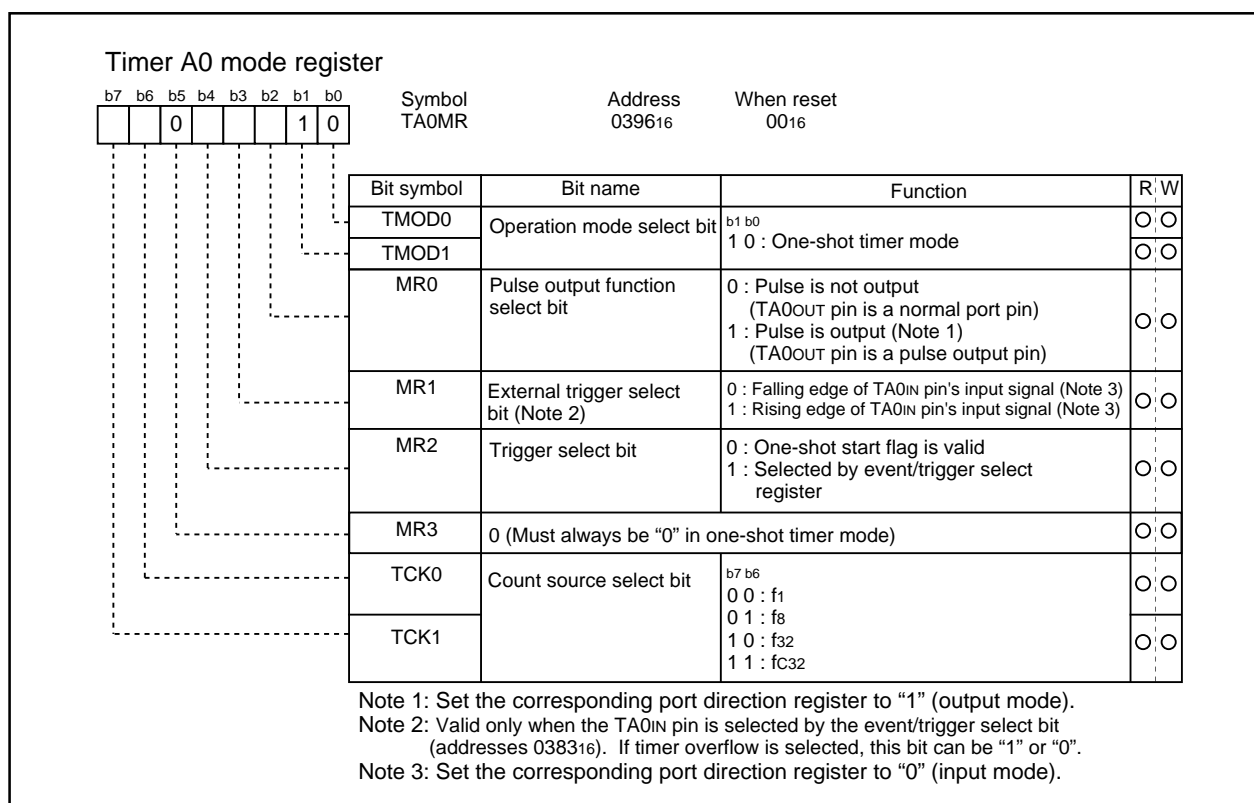 Timer A0 mode register
b7 b6 b5 b4 b3 b2 b1 b0
0 1 0
Symbol Address When reset
TA0MR 039616 0016
Bit symbol Bit name Function R W
TMOD0
TMOD1
Operation mode select bit
b1 b0
1 0 : One-shot timer mode
MR0
Pulse output function
select bit
0 : Pulse is not output
(TA0OUT pin is a normal port pin)
1 : Pulse is output (Note 1)
(TA0OUT pin is a pulse output pin)
MR1
External trigger select
bit (Note 2)
0 : Falling edge of TA0IN pin's input signal (Note 3)
1 : Rising edge of TA0IN pin's input signal (Note 3)
MR2
Trigger select bit
0 : One-shot start flag is valid
1 : Selected by event/trigger select
register
MR3
0 (Must always be “0” in one-shot timer mode)
TCK0
TCK1
Count source select bit
b7 b6
0 0 : f1
0 1 : f8
1 0 : f32
1 1 : fC32
Note 1: Set the corresponding port direction register to “1” (output mode).
Note 2: Valid only when the TA0IN pin is selected by the event/trigger select bit
(addresses 038316). If timer overflow is selected, this bit can be “1” or “0”.
Note 3: Set the corresponding port direction register to “0” (input mode).